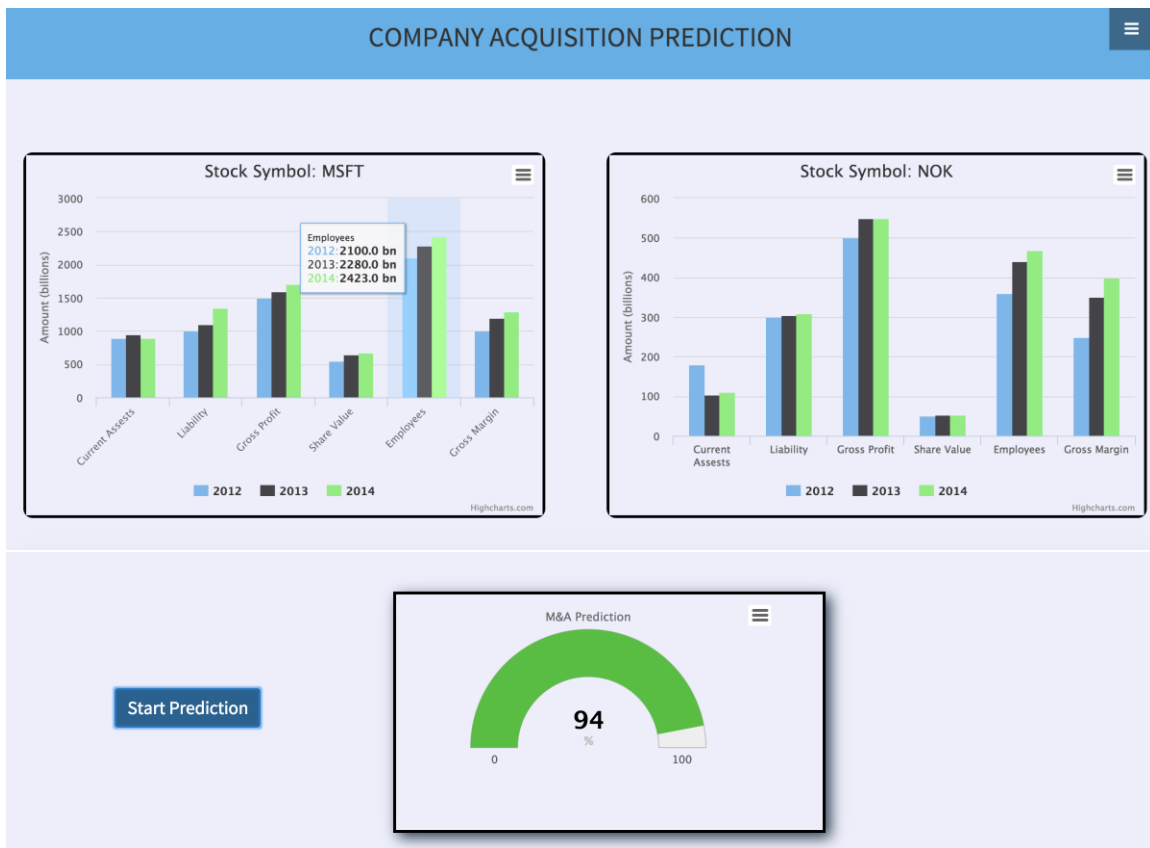 COMPANY ACQUISITION PREDICTION
Stock Symbol: MSFT
Amount (billions)
3000
2500
2000
1500
1000
500
0
Employees
2012: 2100.0 bn
2013: 2280.0 bn
2014: 2423.0 bn
Current Assests
Liability
Gross Profit
Share Value
Employees
Gross Margin
2012 2013 2014
Highcharts.com
Stock Symbol: NOK
Amount (billions)
600
500
400
300
200
100
0
Current Assests
Liability
Gross Profit
Share Value
Employees
Gross Margin
2012 2013 2014
Highcharts.com
Start Prediction
M&A Prediction
94
%
0 100